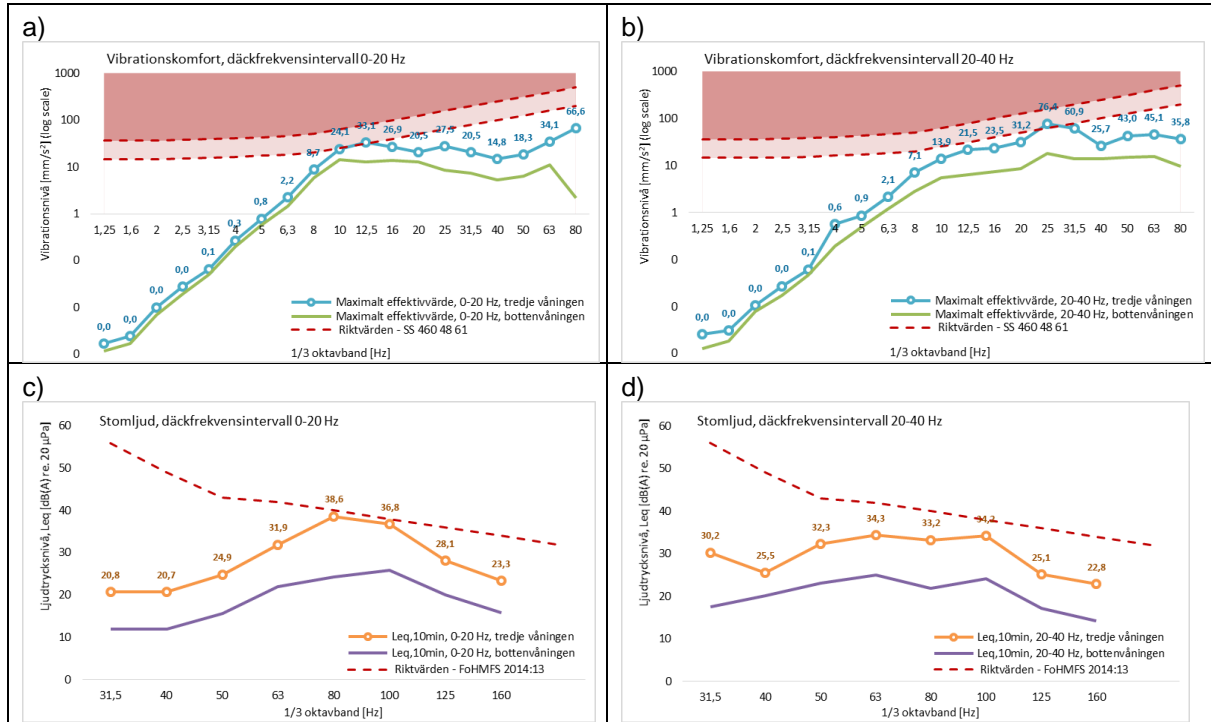 a)
Vibrationskomfort, däckfrekvensintervall 0-20 Hz
Vibrationsnivå [mm/s²] (log scale)
1000
100
10
1
0
0
0
66,6
24,1
33,1
26,9
20,5
27,5
20,5
14,8
18,3
34,1
8,7
2,2
0,8
0,3
0,1
0,0
0,0
0,0
0,0
1,25 1,6 2 2,5 3,15 4 5 6,3 8 10 12,5 16 20 25 31,5 40 50 63 80
Maximalt effektivvärde, 0-20 Hz, tredje våningen
Maximalt effektivvärde, 0-20 Hz, bottenvåningen
Riktvärden - SS 460 48 61
1/3 oktavband [Hz]
b)
Vibrationskomfort, däckfrekvensintervall 20-40 Hz
Vibrationsnivå [mm/s²] (log scale)
1000
100
10
1
0
0
0
76,4
60,9
25,7
43,0
45,1
35,8
13,9
21,5
23,5
31,2
7,1
2,1
0,9
0,6
0,1
0,0
0,0
0,0
0,0
1,25 1,6 2 2,5 3,15 4 5 6,3 8 10 12,5 16 20 25 31,5 40 50 63 80
Maximalt effektivvärde, 20-40 Hz, tredje våningen
Maximalt effektivvärde, 20-40 Hz, bottenvåningen
Riktvärden - SS 460 48 61
1/3 oktavband [Hz]
c)
Stomljud, däckfrekvensintervall 0-20 Hz
Ljudtrycksnivå, Leq [dB(A) re. 20 µPa]
60
50
40
30
20
10
0
20,8
20,7
24,9
31,9
38,6
36,8
28,1
23,3
Leq,10min, 0-20 Hz, tredje våningen
Leq,10min, 0-20 Hz, bottenvåningen
Riktvärden - FoHMFS 2014:13
31,5 40 50 63 80 100 125 160
1/3 oktavband [Hz]
d)
Stomljud, däckfrekvensintervall 20-40 Hz
Ljudtrycksnivå, Leq [dB(A) re. 20 µPa]
60
50
40
30
20
10
0
30,2
25,5
32,3
34,3
33,2
25,1
22,8
Leq,10min, 20-40 Hz, tredje våningen
Leq,10min, 20-40 Hz, bottenvåningen
Riktvärden - FoHMFS 2014:13
31,5 40 50 63 80 100 125 160
1/3 oktavband [Hz]